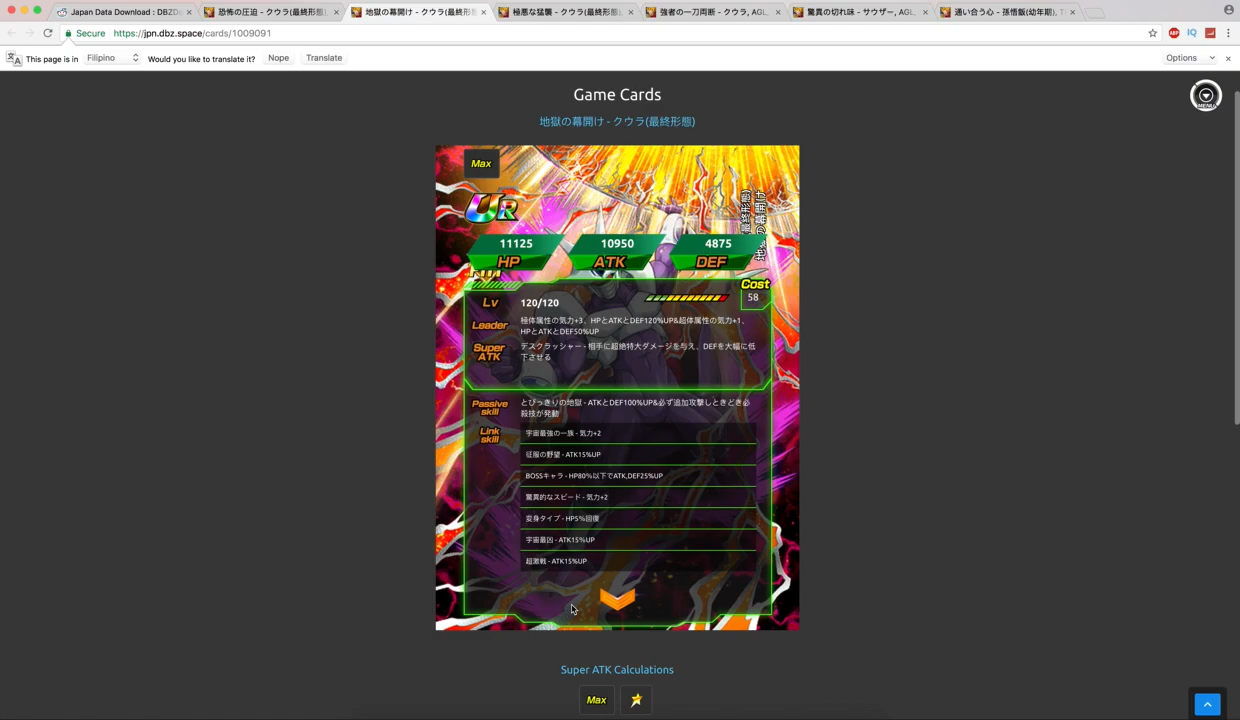 Japan Data Download : DBZDo
恐怖の圧迫 - クウラ(最終形態),
地獄の幕開け - クウラ(最終形態
極悪な猛襲 - クウラ(最終形態),
強者の一刀両断 - クウラ, AGL,
驚異の切れ味 - サウザー, AGL,
通い合う心 - 孫悟飯(幼年期), T
Secure
https://jpn.dbz.space/cards/1009091
ABP
IQ
This page is in
Filipino
Would you like to translate it?
Nope
Translate
Options
Game Cards
MENU
地獄の幕開け - クウラ(最終形態)
Max
UR
11125
10950
4875
HP
ATK
DEF
Cost
58
Lv
120/120
Leader
極体属性の気力+3、HPとATKとDEF120%UP&超体属性の気力+1、
HPとATKとDEF50%UP
Super
ATK
デスクラッシャー - 相手に超絶特大ダメージを与え、DEFを大幅に低
下させる
Passive
skill
とびっきりの地獄 - ATKとDEF100%UP&必ず追加攻撃しときどき必
殺技が発動
Link
skill
宇宙最強の一族 - 気力+2
征服の野望 - ATK15%UP
BOSSキャラ - HP80%以下でATK,DEF25%UP
驚異的なスピード - 気力+2
変身タイプ - HP5%回復
宇宙最凶 - ATK15%UP
超激戦 - ATK15%UP
Super ATK Calculations
Max